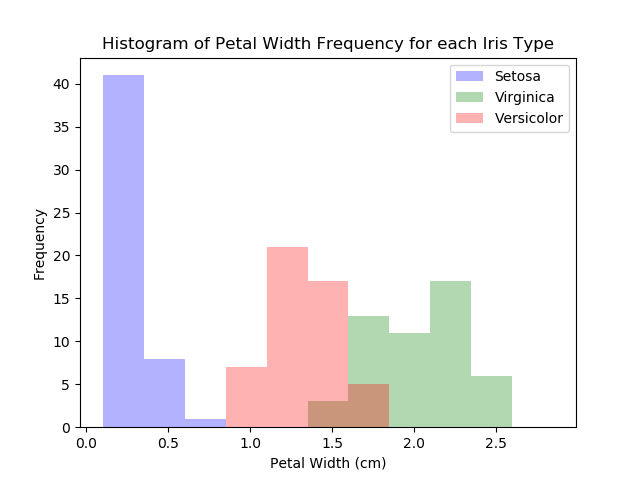 Histogram of Petal Width Frequency for each Iris Type
Setosa
Virginica
Versicolor
40
35
30
25
20
15
10
5
0
Frequency
0.0 0.5 1.0 1.5 2.0 2.5
Petal Width (cm)